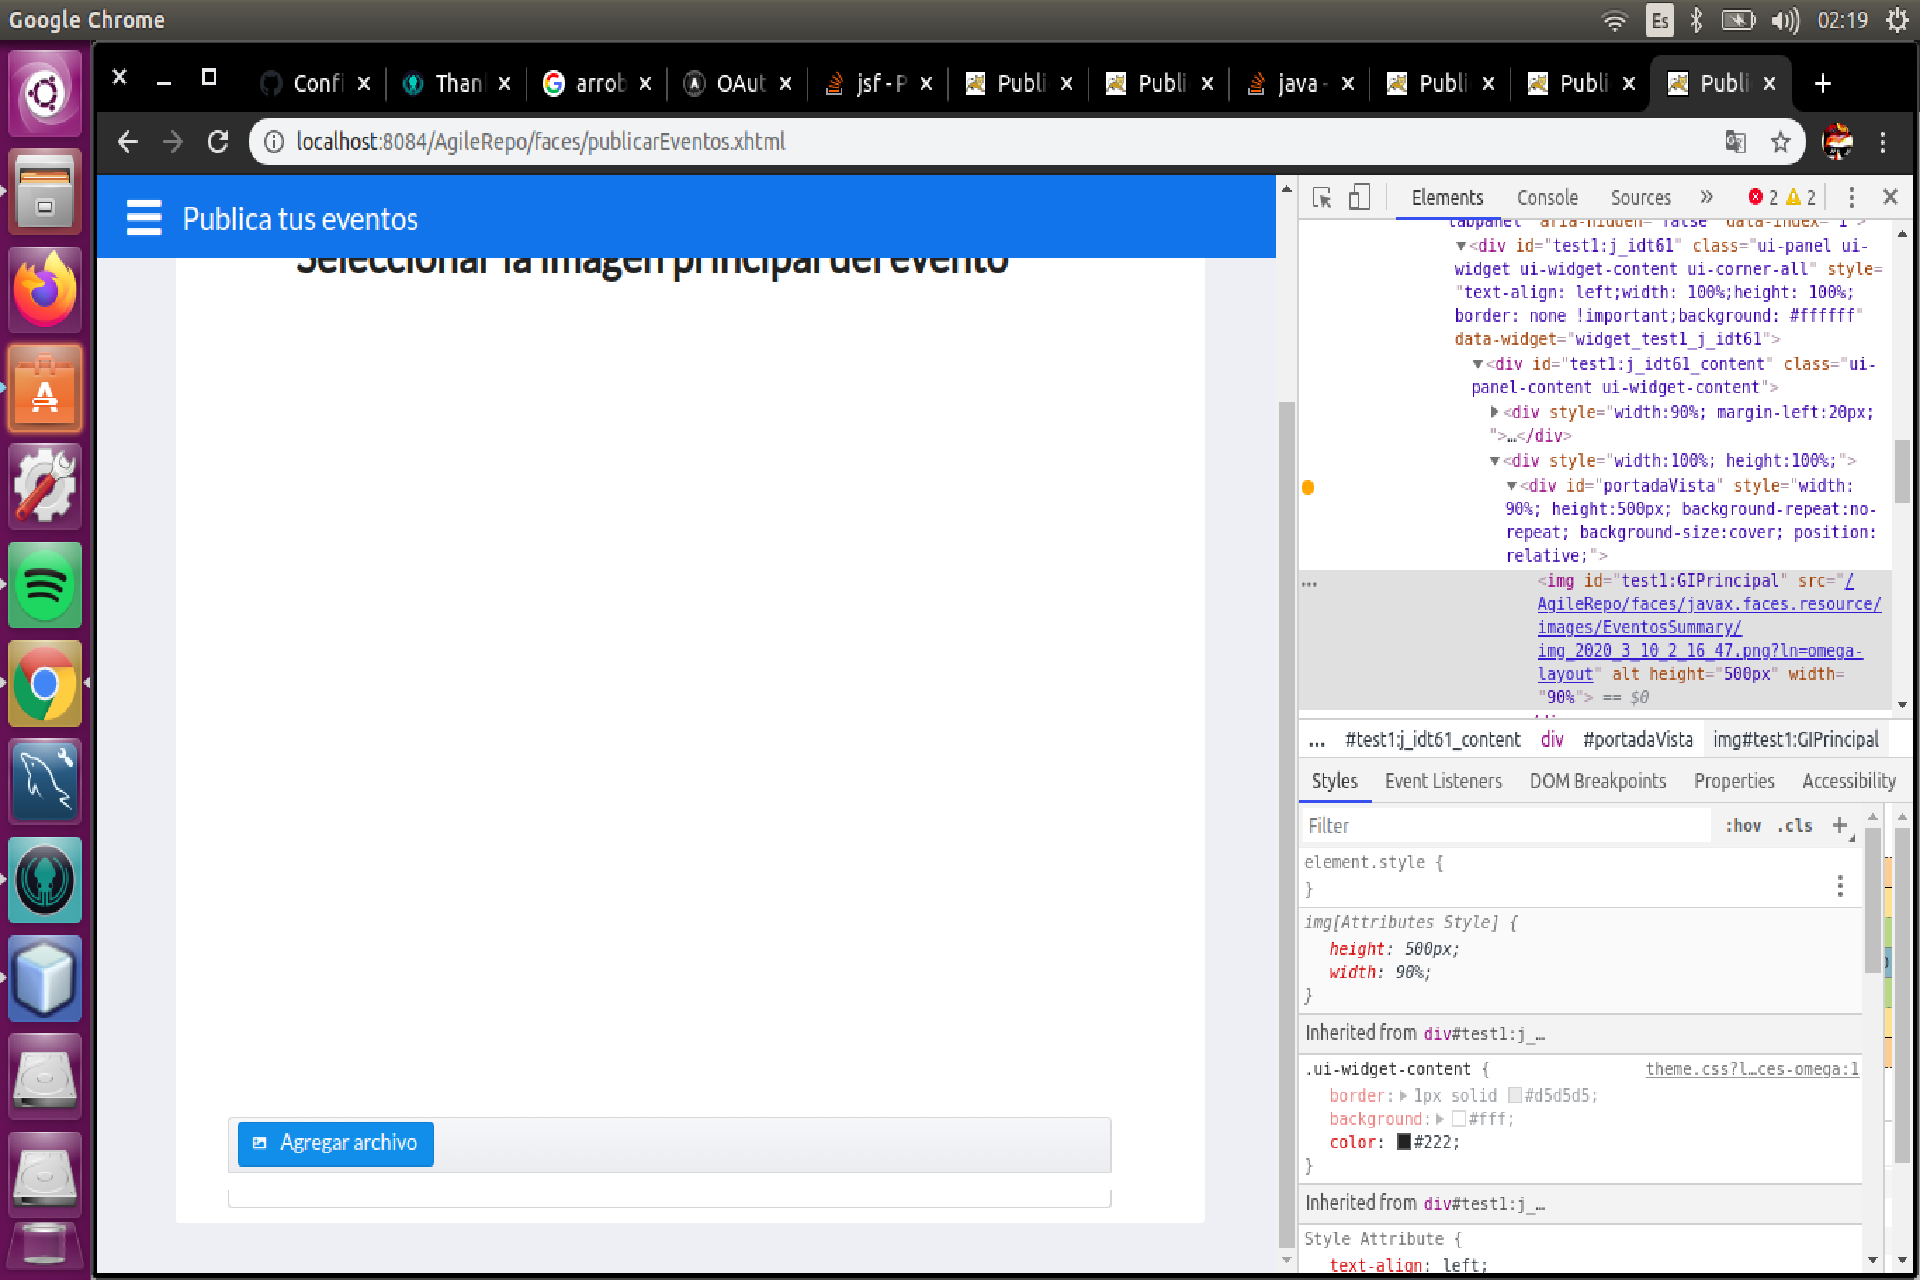 Google Chrome
Es
02:19
Confi
Than
arrob
OAut
jsf - P
Publi
Publi
java -
Publi
Publi
Publi
localhost:8084/AgileRepo/faces/publicarEventos.xhtml
Publica tus eventos
Seleccionar la imagen principal del evento
Agregar archivo
Elements Console Sources » 2 2
tabpanel" aria-hidden="false" data-index="1">
▼<div id="test1:j_idt61" class="ui-panel ui-
widget ui-widget-content ui-corner-all" style=
"text-align: left;width: 100%;height: 100%;
border: none !important;background: #ffffff"
data-widget="widget_test1_j_idt61">
▼<div id="test1:j_idt61_content" class="ui-
panel-content ui-widget-content">
▶<div style="width:90%; margin-left:20px;
">…</div>
▼<div style="width:100%; height:100%;">
▼<div id="portadaVista" style="width:
90%; height:500px; background-repeat:no-
repeat; background-size:cover; position:
relative;">
… <img id="test1:GIPrincipal" src="/
AgileRepo/faces/javax.faces.resource/
images/EventosSummary/
img_2020_3_10_2_16_47.png?ln=omega-
layout" alt height="500px" width=
"90%"> == $0
... #test1:j_idt61_content div #portadaVista img#test1:GIPrincipal
Styles Event Listeners DOM Breakpoints Properties Accessibility
Filter :hov .cls +
element.style {
}
img[Attributes Style] {
height: 500px;
width: 90%;
}
Inherited from div#test1:j_…
.ui-widget-content { theme.css?l…ces-omega:1
border:▶1px solid #d5d5d5;
background:▶#fff;
color: #222;
}
Inherited from div#test1:j_…
Style Attribute {
text-align: left;